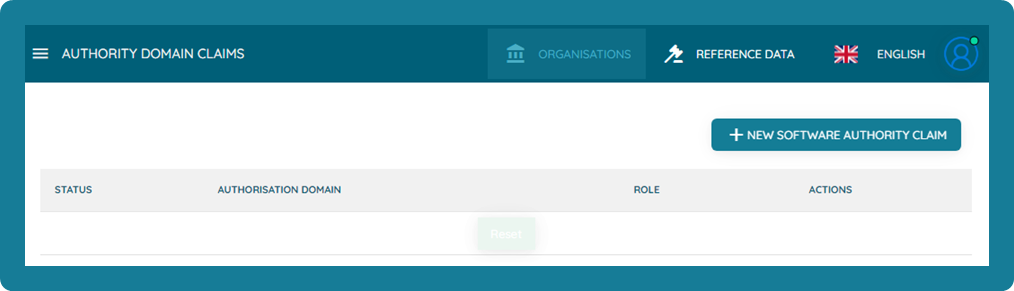 AUTHORITY DOMAIN CLAIMS ORGANISATIONS REFERENCE DATA ENGLISH
+ NEW SOFTWARE AUTHORITY CLAIM
STATUS AUTHORISATION DOMAIN ROLE ACTIONS
Reset